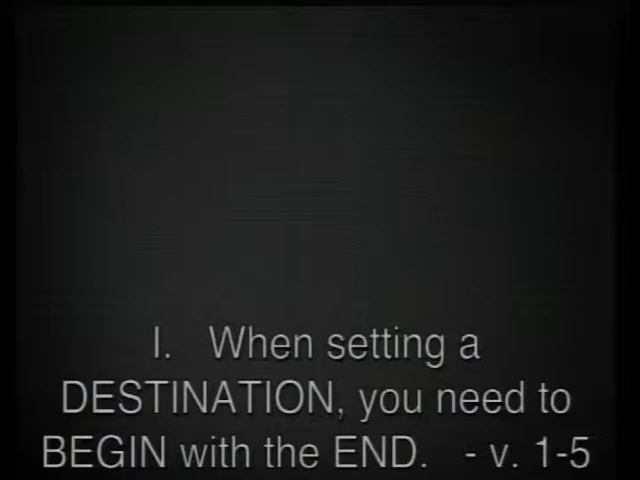 I. When setting a
DESTINATION, you need to
BEGIN with the END. - v. 1-5